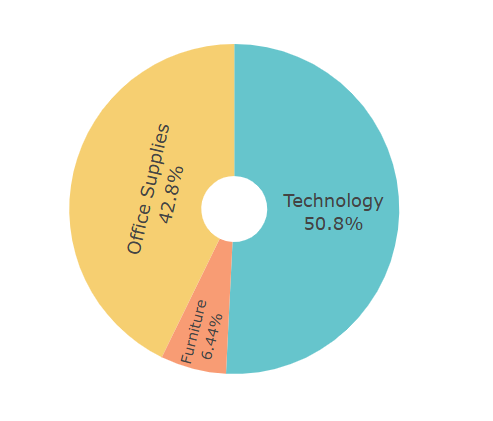 Technology
50.8%
Office Supplies
42.8%
Furniture
6.44%